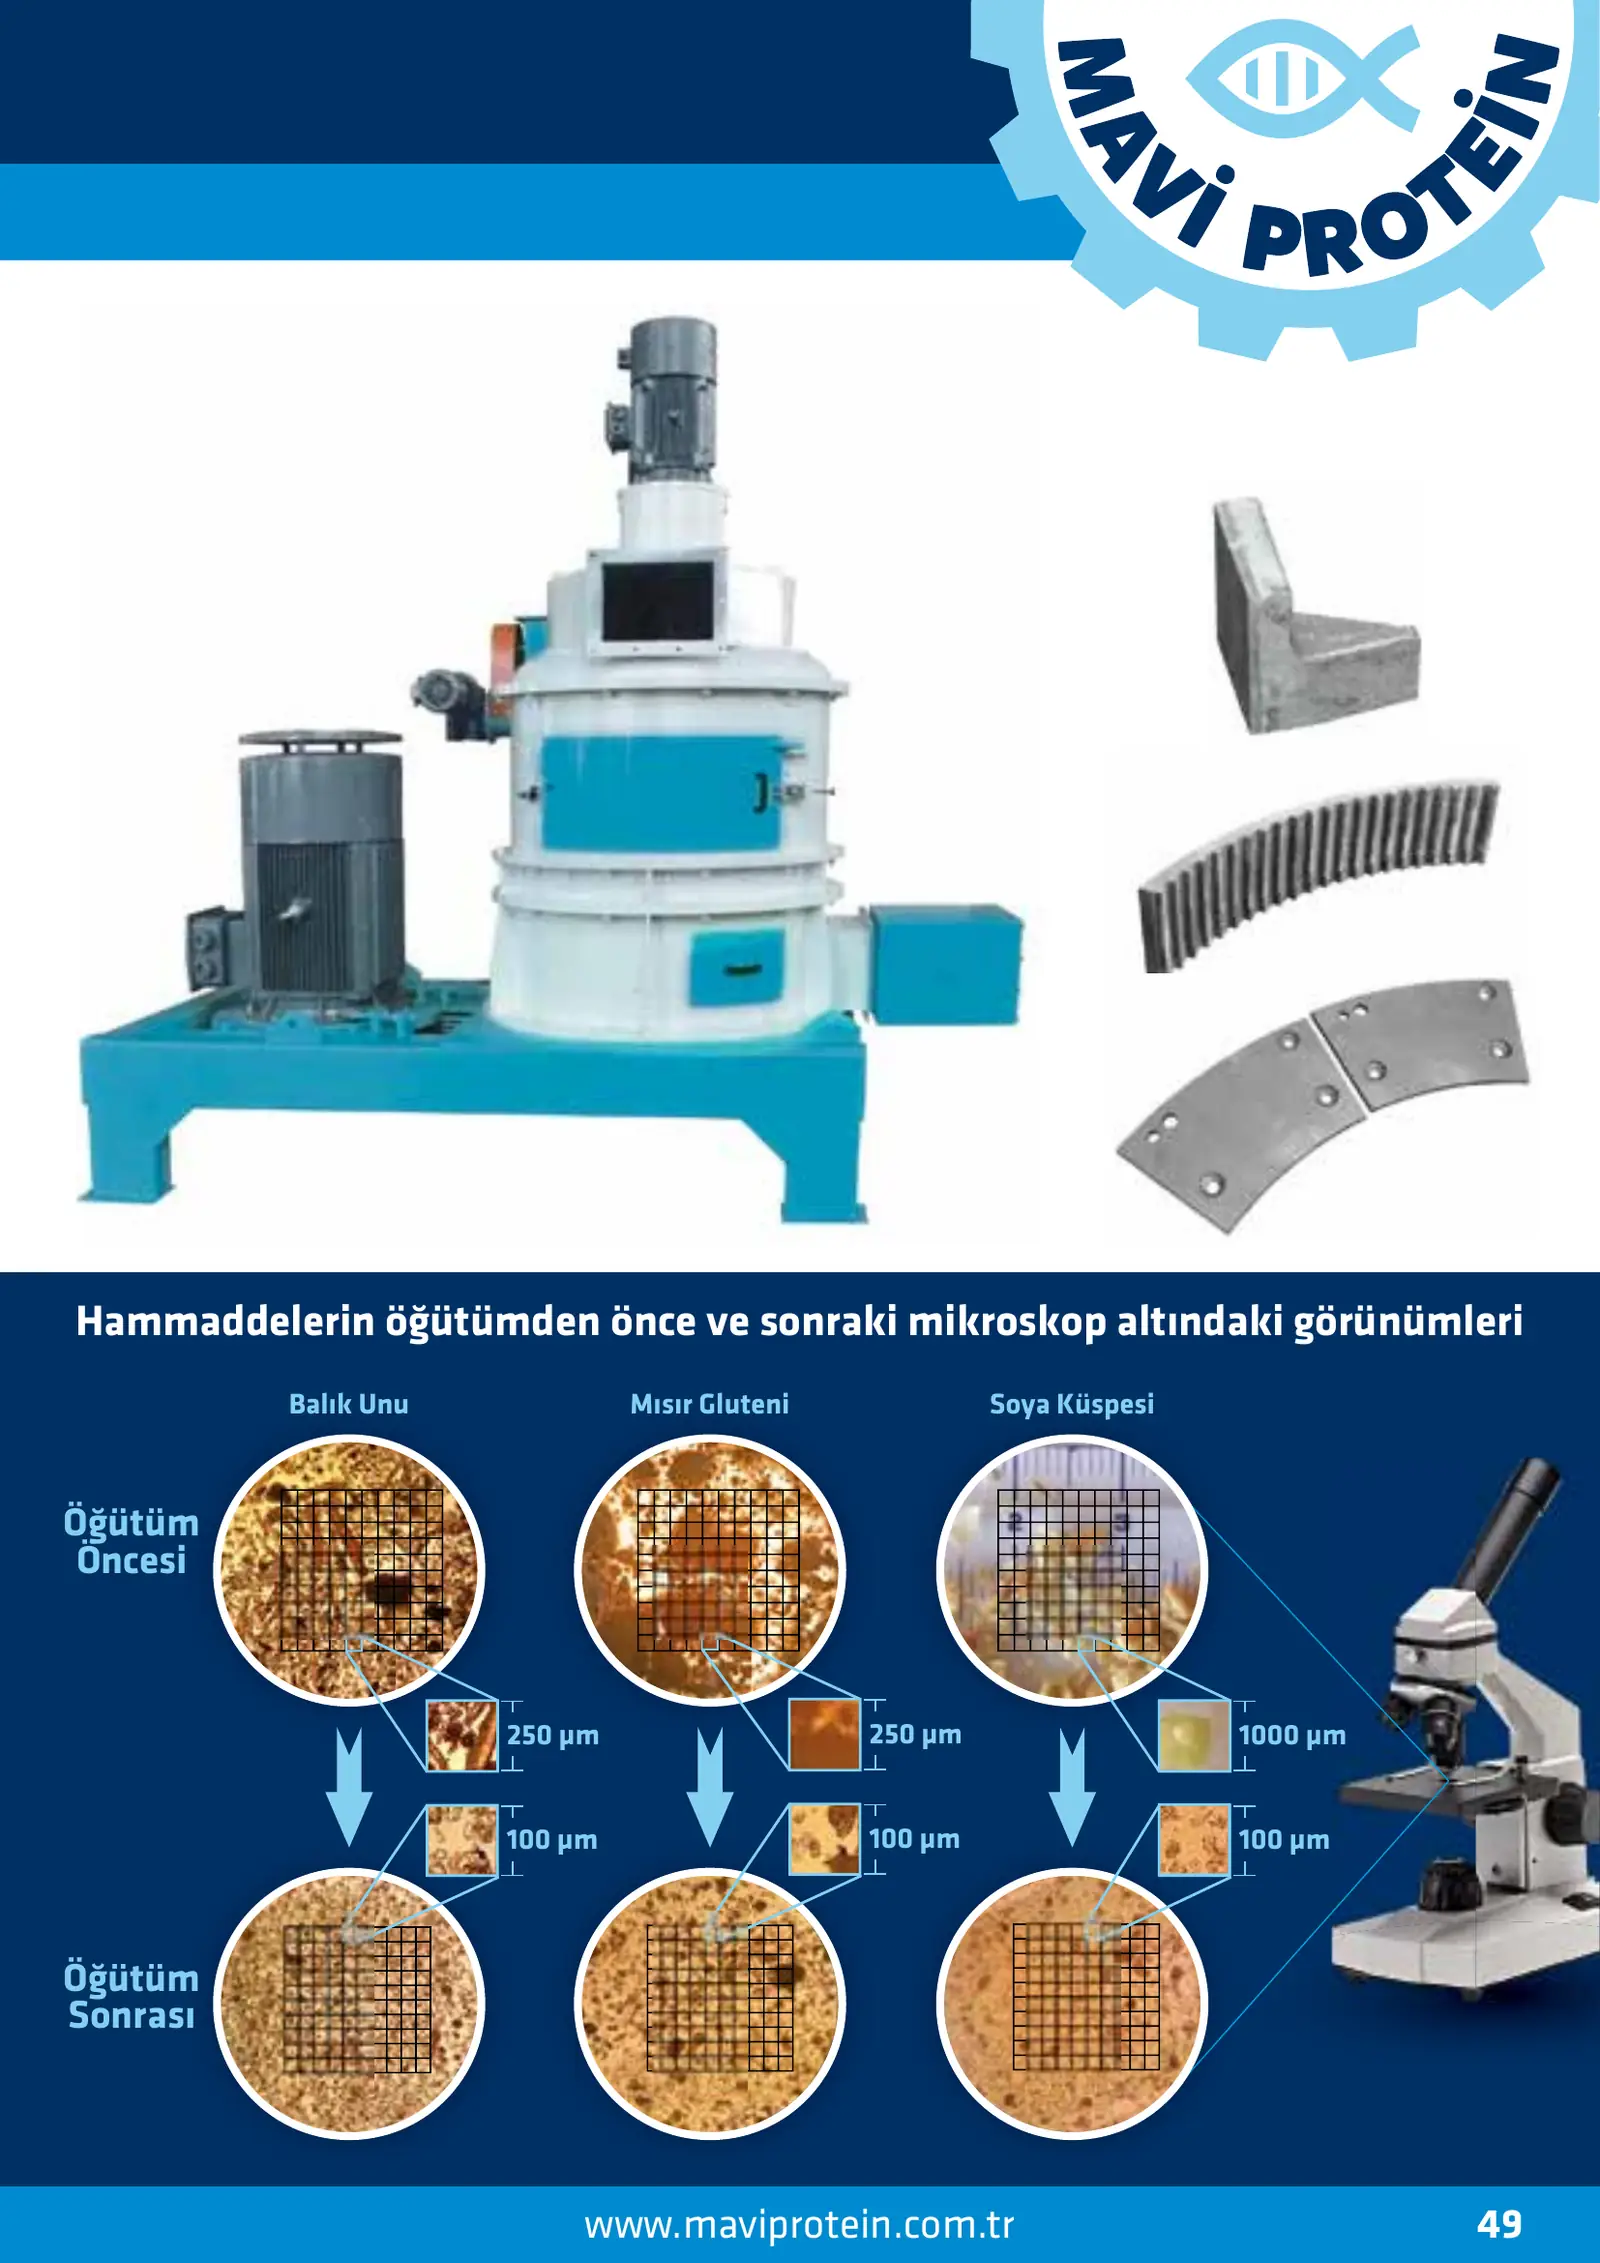 MAVİ PROTEİN
Hammaddelerin öğütümden önce ve sonraki mikroskop altındaki görünümleri
Balık Unu
Mısır Gluteni
Soya Küspesi
Öğütüm
Öncesi
250 µm
250 µm
1000 µm
100 µm
100 µm
100 µm
Öğütüm
Sonrası
www.maviprotein.com.tr
49